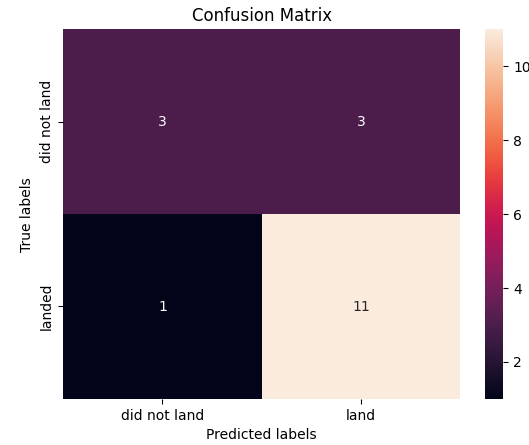 Confusion Matrix
True labels
did not land
3
3
landed
1
11
did not land
land
Predicted labels
10
8
6
4
2